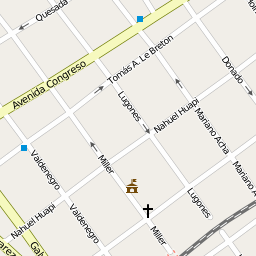 Quesada
Tomás A. Le Breton
Avenida Congreso
Donado
Lugones
Nahuel Huapi
Mariano Acha
Valdenegro
Miller
Mariano A
Lugones
Nahuel Huapi
Valdenegro
Miller